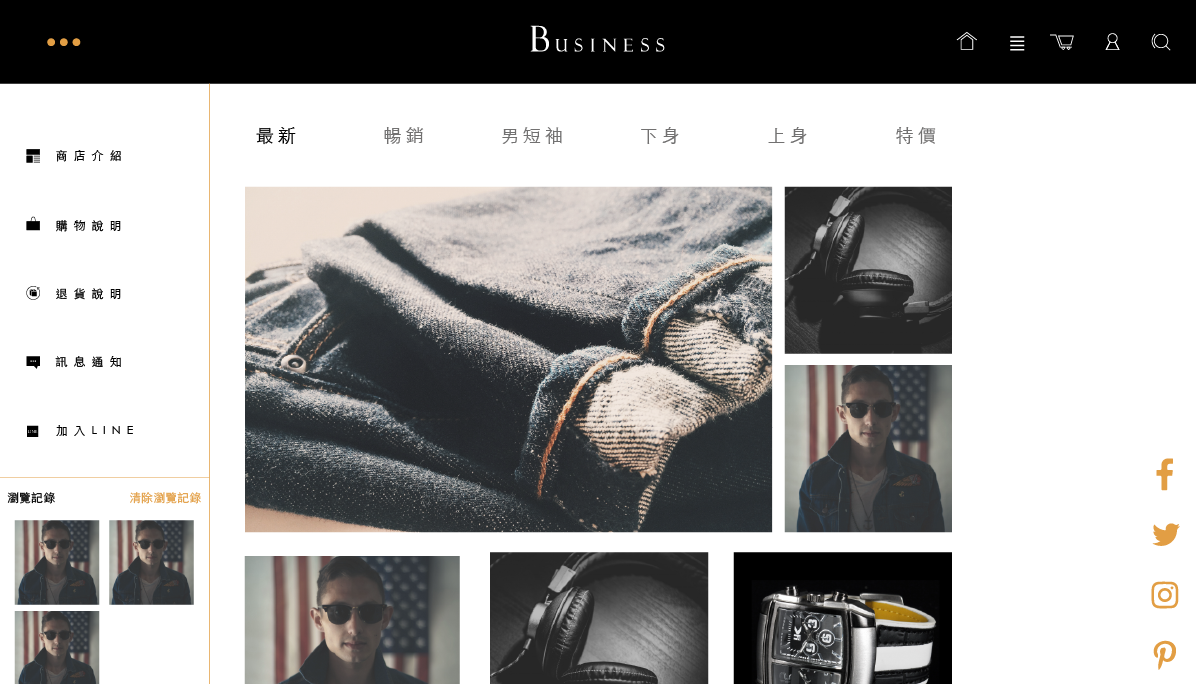 BUSINESS
最新
暢銷
男短袖
下身
上身
特價
商店介紹
購物說明
退貨說明
訊息通知
加入LINE
瀏覽記錄
清除瀏覽記錄